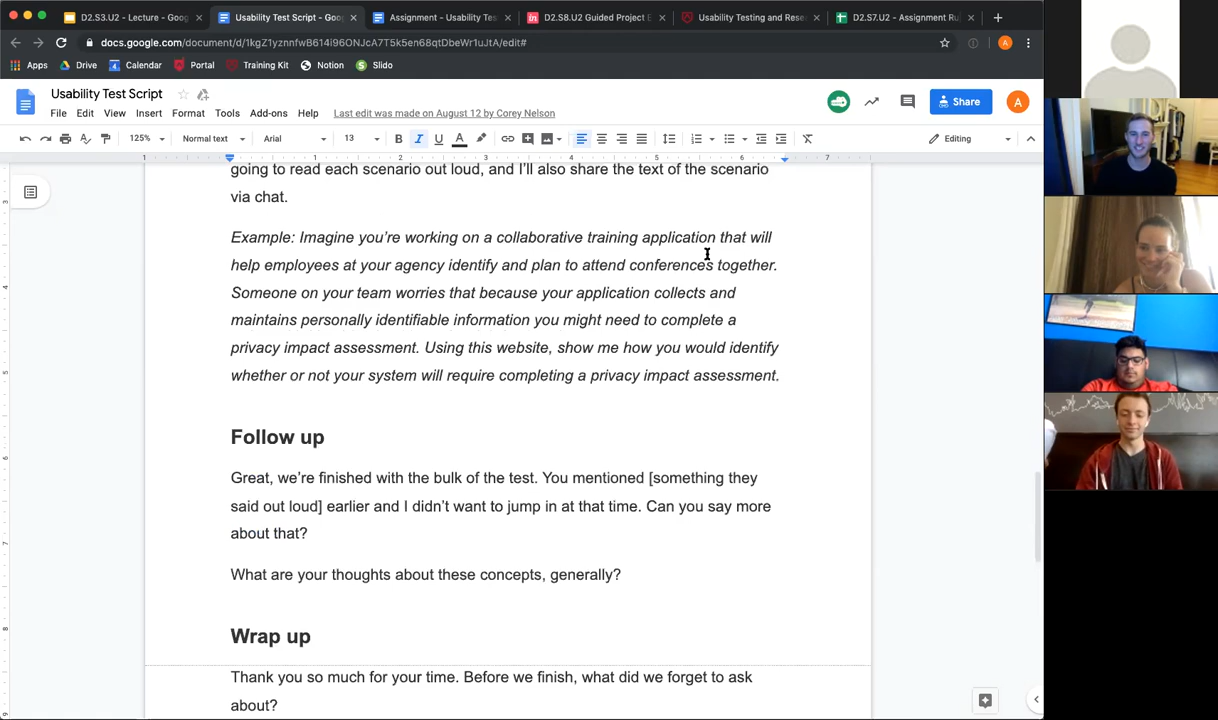 D2.S3.U2 - Lecture - Goog
Usability Test Script - Goo
Assignment - Usability Tes
D2.S8.U2 Guided Project E
Usability Testing and Rese
D2.S7.U2 - Assignment Ru
docs.google.com/document/d/1kgZ1yznnfwB614i96ONJcA7T5k5en68qtDbeWr1uJtA/edit#
A
Apps
Drive
Calendar
Portal
Training Kit
Notion
Slido
Usability Test Script
File Edit View Insert Format Tools Add-ons Help Last edit was made on August 12 by Corey Nelson
Share
A
125% Normal text Arial 13 B I U A Editing
1 1 2 3 4 5 6 7
going to read each scenario out loud, and I'll also share the text of the scenario
via chat.
Example: Imagine you're working on a collaborative training application that will
help employees at your agency identify and plan to attend conferences together.
Someone on your team worries that because your application collects and
maintains personally identifiable information you might need to complete a
privacy impact assessment. Using this website, show me how you would identify
whether or not your system will require completing a privacy impact assessment.
Follow up
Great, we're finished with the bulk of the test. You mentioned [something they
said out loud] earlier and I didn't want to jump in at that time. Can you say more
about that?
What are your thoughts about these concepts, generally?
Wrap up
Thank you so much for your time. Before we finish, what did we forget to ask
about?